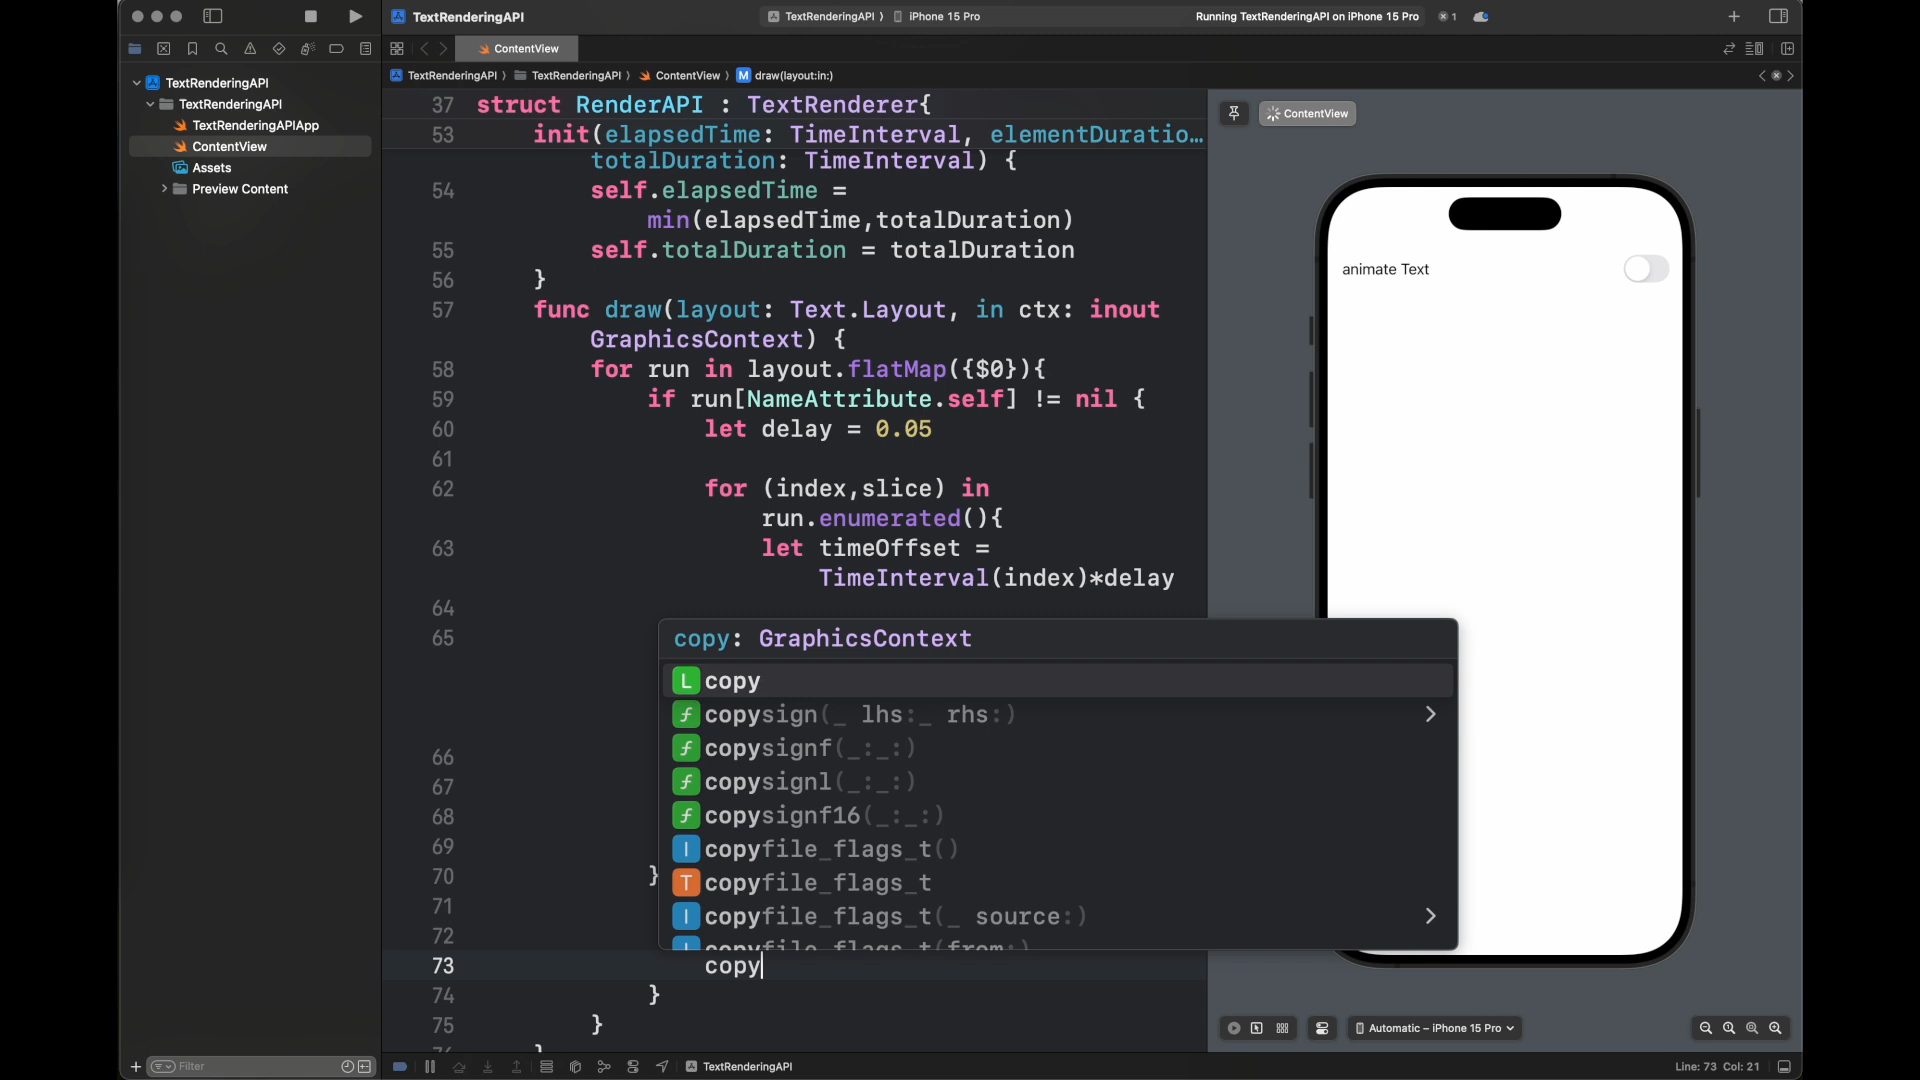 TextRenderingAPI
TextRenderingAPI ⟩ iPhone 15 Pro
Running TextRenderingAPI on iPhone 15 Pro
1
ContentView
TextRenderingAPI ⟩ TextRenderingAPI ⟩ ContentView ⟩ M draw(layout:in:)
TextRenderingAPI
TextRenderingAPI
TextRenderingAPIApp
ContentView
Assets
Preview Content
37 struct RenderAPI : TextRenderer{
53 init(elapsedTime: TimeInterval, elementDuratio…
totalDuration: TimeInterval) {
54 self.elapsedTime =
min(elapsedTime,totalDuration)
55 self.totalDuration = totalDuration
56 }
57 func draw(layout: Text.Layout, in ctx: inout
GraphicsContext) {
58 for run in layout.flatMap({$0}){
59 if run[NameAttribute.self] != nil {
60 let delay = 0.05
61
62 for (index,slice) in
run.enumerated(){
63 let timeOffset =
TimeInterval(index)*delay
64
65
copy: GraphicsContext
L copy
f copysign(_ lhs:_ rhs:)
f copysignf(_:_:)
f copysignl(_:_:)
f copysignf16(_:_:)
I copyfile_flags_t()
T copyfile_flags_t
I copyfile_flags_t(_ source:)
I copyfile_flags_t(from:)
66
67
68
69
70 }
71
72
73 copy
74 }
75 }
76 }
ContentView
animate Text
Automatic – iPhone 15 Pro
Filter
TextRenderingAPI
Line: 73 Col: 21